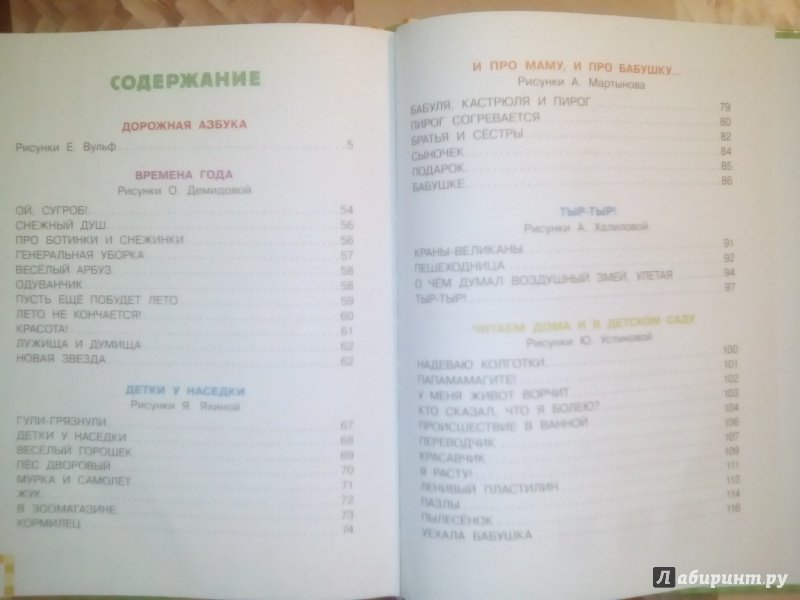 СОДЕРЖАНИЕ
ДОРОЖНАЯ АЗБУКА
Рисунки Е. Вульф 5
ВРЕМЕНА ГОДА
Рисунки О. Демидовой
ОЙ, СУГРОБ! 54
СНЕЖНЫЙ ДУШ 56
ПРО БОТИНКИ И СНЕЖИНКИ 56
ГЕНЕРАЛЬНАЯ УБОРКА 57
ВЕСЁЛЫЙ АРБУЗ 58
ОДУВАНЧИК 58
ПУСТЬ ЕЩЁ ПОБУДЕТ ЛЕТО 59
ЛЕТО НЕ КОНЧАЕТСЯ! 60
КРАСОТА! 61
ЛУЖИЩА И ДУМИЩА 62
НОВАЯ ЗВЕЗДА 62
ДЕТКИ У НАСЕДКИ
Рисунки Я. Яхиной
ГУЛИ-ГРЯЗНУЛИ 67
ДЕТКИ У НАСЕДКИ 68
ВЕСЁЛЫЙ ГОРОШЕК 69
ПЁС ДВОРОВЫЙ 70
МУРКА И САМОЛЁТ 71
ЖУК 72
В ЗООМАГАЗИНЕ 73
КОРМИЛЕЦ 74
И ПРО МАМУ, И ПРО БАБУШКУ...
Рисунки А. Мартынова
БАБУЛЯ, КАСТРЮЛЯ И ПИРОГ 79
ПИРОГ СОГРЕВАЕТСЯ 80
БРАТЬЯ И СЁСТРЫ 82
СЫНОЧЕК 84
ПОДАРОК 85
БАБУШКЕ 86
ТЫР-ТЫР!
Рисунки А. Халиловой
КРАНЫ-ВЕЛИКАНЫ 91
ПЕШЕХОДНИЦА 92
О ЧЁМ ДУМАЛ ВОЗДУШНЫЙ ЗМЕЙ, УЛЕТАЯ 94
ТЫР-ТЫР! 97
ЧИТАЕМ ДОМА И В ДЕТСКОМ САДУ
Рисунки Ю. Устиновой
НАДЕВАЮ КОЛГОТКИ 100
ПАПАМАМАГИТЕ! 101
У МЕНЯ ЖИВОТ ВОРЧИТ 102
КТО СКАЗАЛ, ЧТО Я БОЛЕЮ? 103
ПРОИСШЕСТВИЕ В ВАННОЙ 104
ПЕРЕВОДЧИК 106
КРАСАВЧИК 107
Я РАСТУ! 109
ЛЕНИВЫЙ ПЛАСТИЛИН 111
ПАЗЛЫ 113
ПЫЛЕСЁНОК 114
УЕХАЛА БАБУШКА 116
Лабиринт.ру